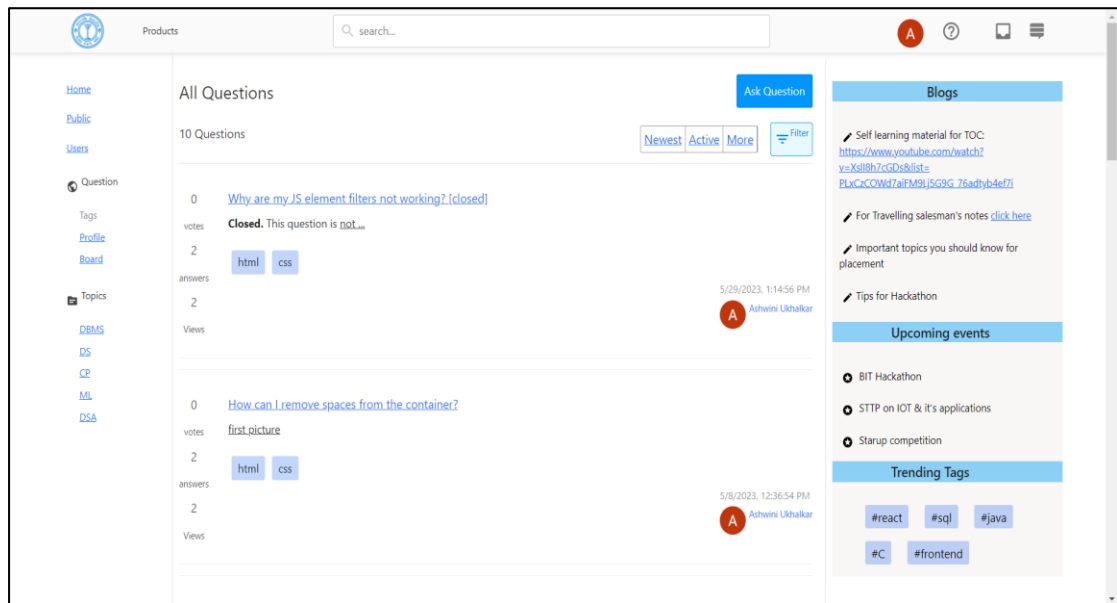 Products
search...
A
Home
Public
Users
Question
Tags
Profile
Board
Topics
DBMS
DS
CP
ML
DSA
All Questions
Ask Question
10 Questions
Newest Active More
Filter
0
votes
2
answers
2
Views
Why are my JS element filters not working? [closed]
Closed. This question is not ...
html css
5/29/2023, 1:14:56 PM
A Ashwini Ukhalkar
0
votes
2
answers
2
Views
How can I remove spaces from the container?
first picture
html css
5/8/2023, 12:36:54 PM
A Ashwini Ukhalkar
Blogs
Self learning material for TOC:
https://www.youtube.com/watch?
v=XslI8h7cGDs&list=
PLxCzCOWd7aiFM9Lj5G9G_76adtyb4ef7i
For Travelling salesman's notes click here
Important topics you should know for
placement
Tips for Hackathon
Upcoming events
BIT Hackathon
STTP on IOT & it's applications
Starup competition
Trending Tags
#react #sql #java
#C #frontend